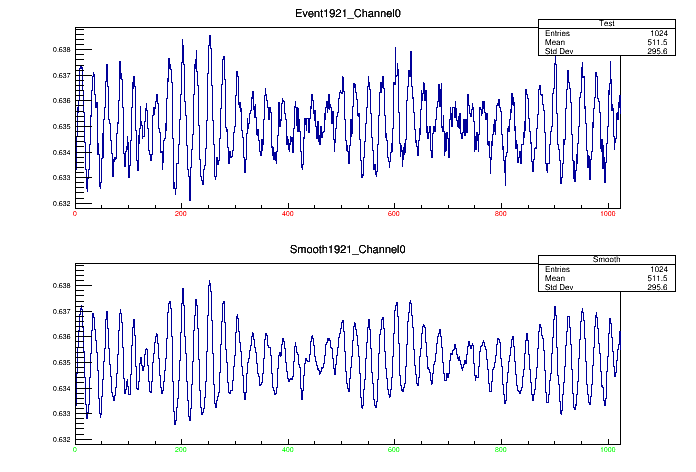 Event1921_Channel0
Test
Entries 1024
Mean 511.5
Std Dev 295.6
0.638
0.637
0.636
0.635
0.634
0.633
0.632
0 200 400 600 800 1000
Smooth1921_Channel0
Smooth
Entries 1024
Mean 511.5
Std Dev 295.6
0.638
0.637
0.636
0.635
0.634
0.633
0.632
0 200 400 600 800 1000